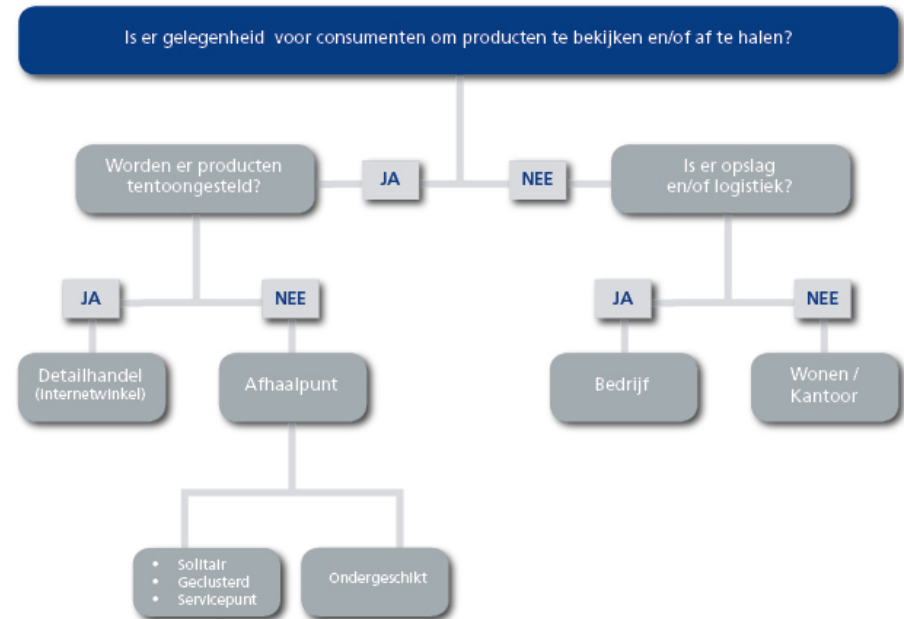 Is er gelegenheid voor consumenten om producten te bekijken en/of af te halen?
Worden er producten
tentoongesteld?
JA
NEE
Is er opslag
en/of logistiek?
JA
NEE
JA
NEE
Detailhandel
(internetwinkel)
Afhaalpunt
Bedrijf
Wonen /
Kantoor
• Solitair
• Geclusterd
• Servicepunt
Ondergeschikt